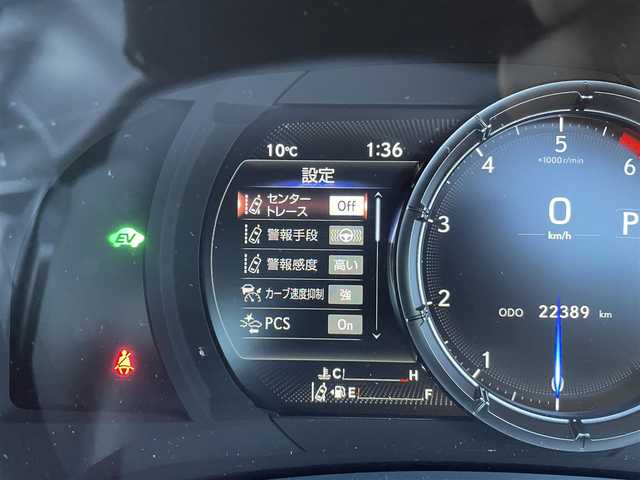 10℃ 1:36
設定
センター
トレース Off
警報手段
警報感度 高い
カーブ速度抑制 強
PCS On
C H
E F
EV
1
2
3
4
5
6
×1000 r/min
0
km/h
P
ODO 22389 km